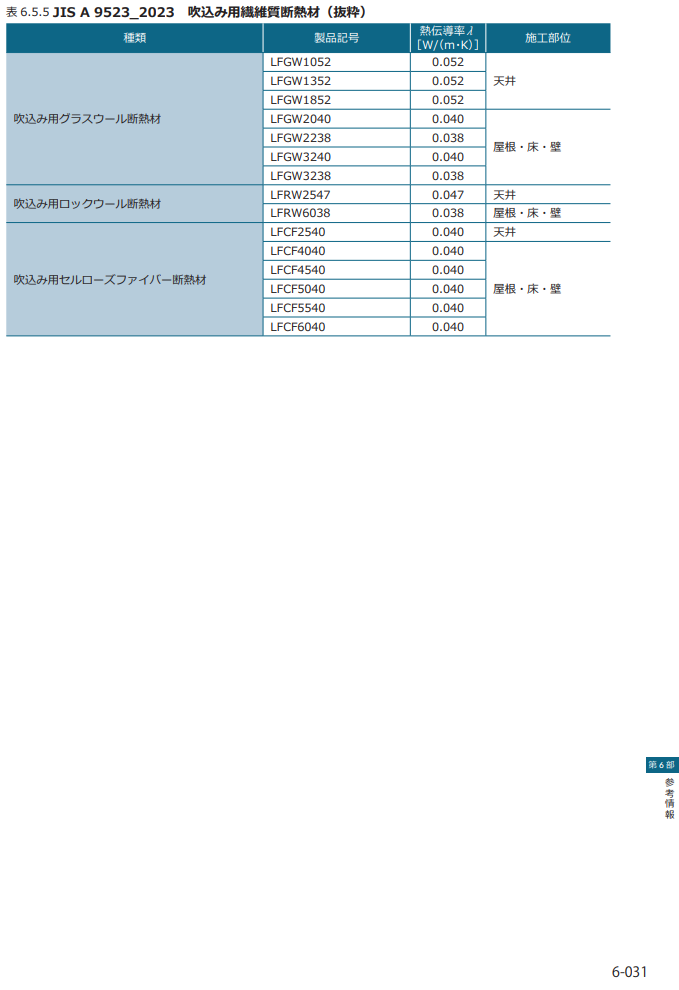 表 6.5.5 JIS A 9523_2023 吹込み用繊維質断熱材（抜粋）
種類 製品記号 熱伝導率λ [W/(m･K)] 施工部位
吹込み用グラスウール断熱材 LFGW1052 0.052 天井
LFGW1352 0.052
LFGW1852 0.052
LFGW2040 0.040 屋根・床・壁
LFGW2238 0.038
LFGW3240 0.040
LFGW3238 0.038
吹込み用ロックウール断熱材 LFRW2547 0.047 天井
LFRW6038 0.038 屋根・床・壁
吹込み用セルローズファイバー断熱材 LFCF2540 0.040 天井
LFCF4040 0.040 屋根・床・壁
LFCF4540 0.040
LFCF5040 0.040
LFCF5540 0.040
LFCF6040 0.040
第 6 部
参考情報
6-031